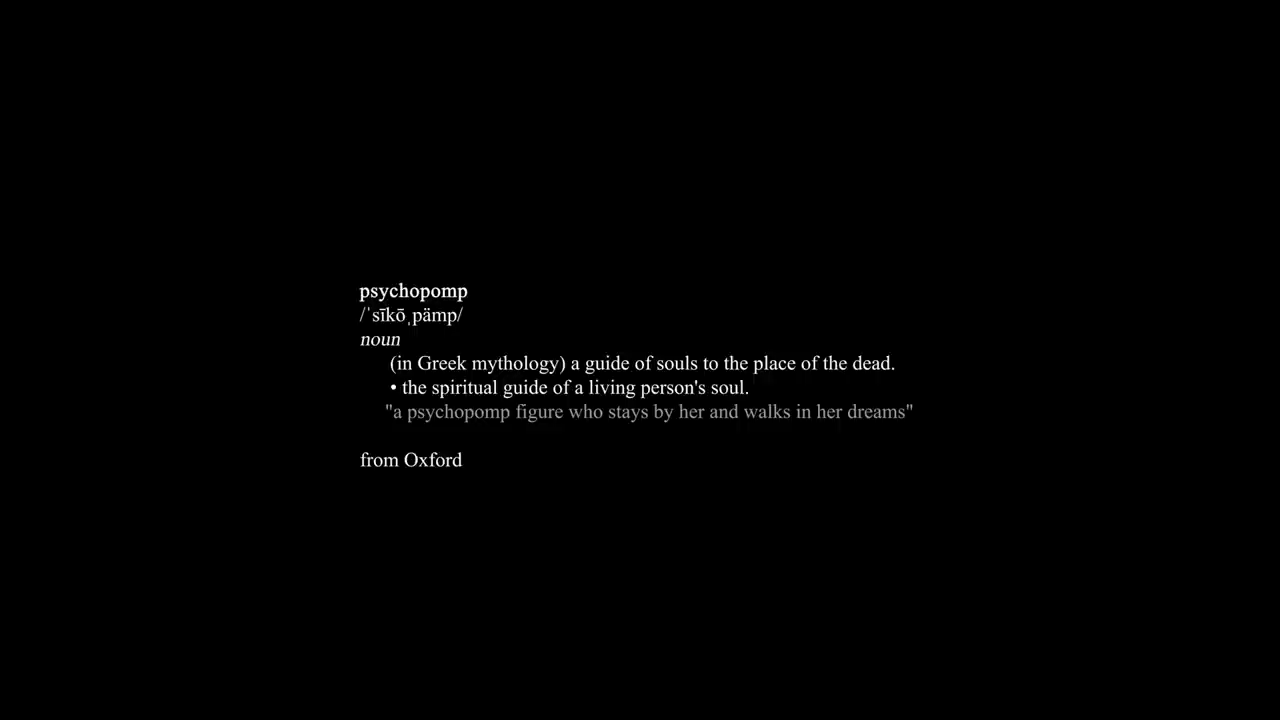 psychopomp
/ˈsīkōˌpämp/
noun
(in Greek mythology) a guide of souls to the place of the dead.
• the spiritual guide of a living person's soul.
"a psychopomp figure who stays by her and walks in her dreams"
from Oxford